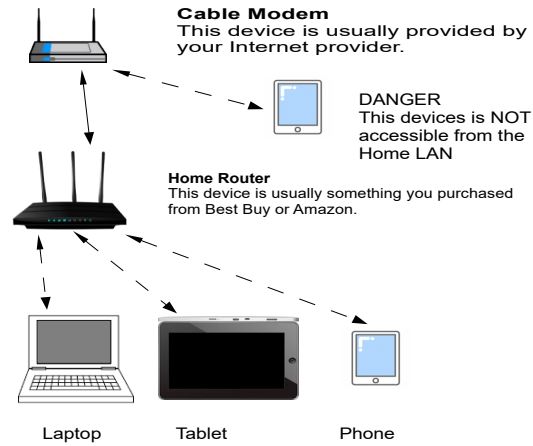 Cable Modem
This device is usually provided by
your Internet provider.
DANGER
This devices is NOT
accessible from the
Home LAN
Home Router
This device is usually something you purchased
from Best Buy or Amazon.
Laptop
Tablet
Phone